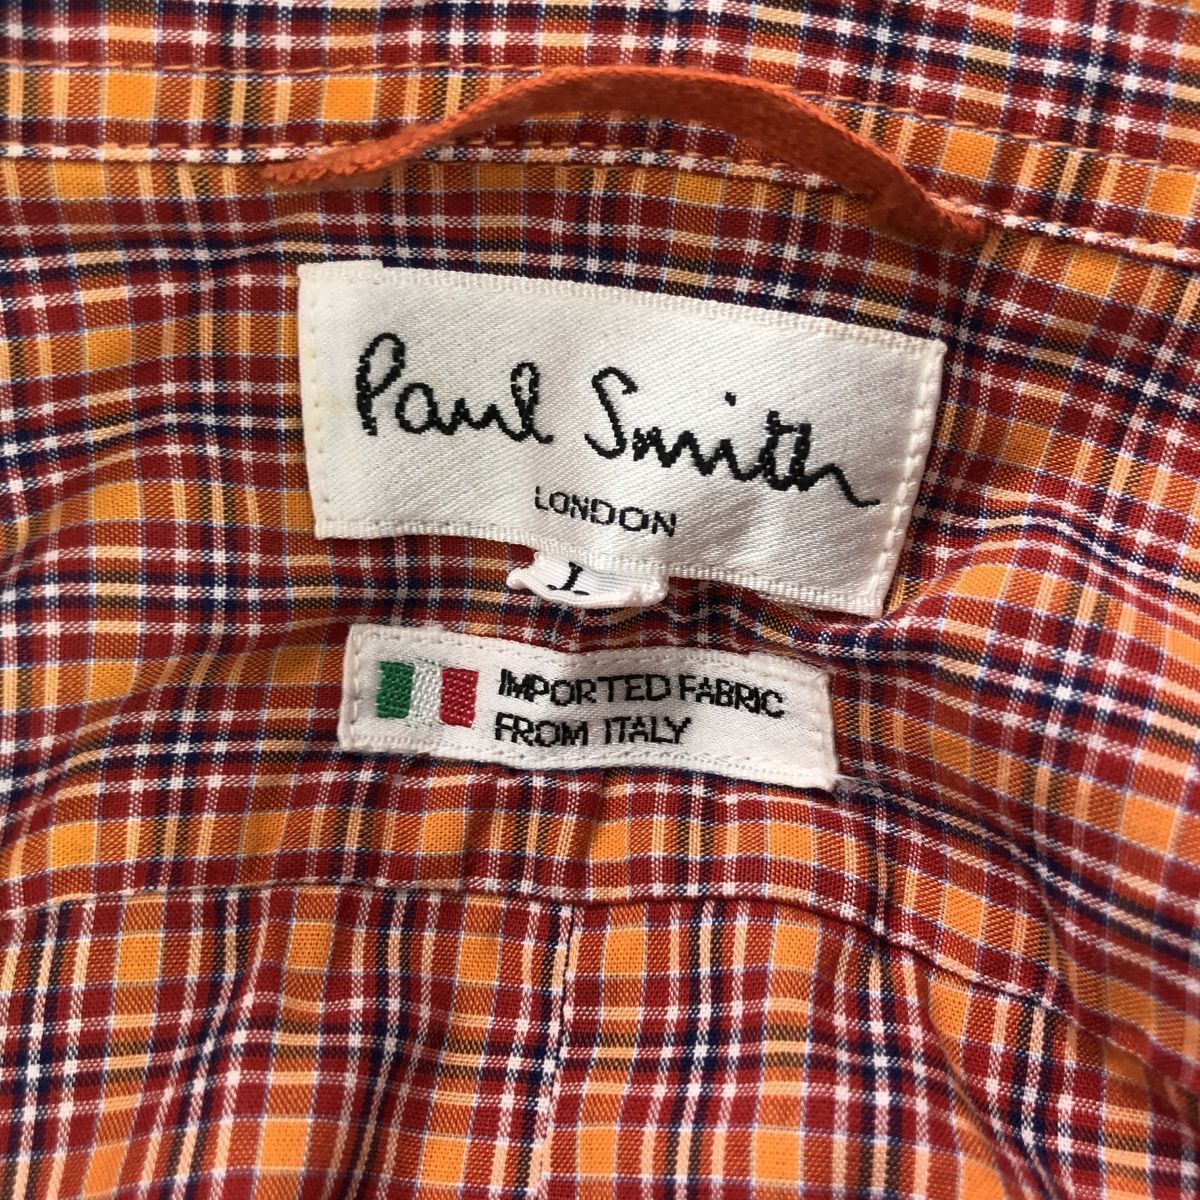 Paul Smith
LONDON
L
IMPORTED FABRIC
FROM ITALY